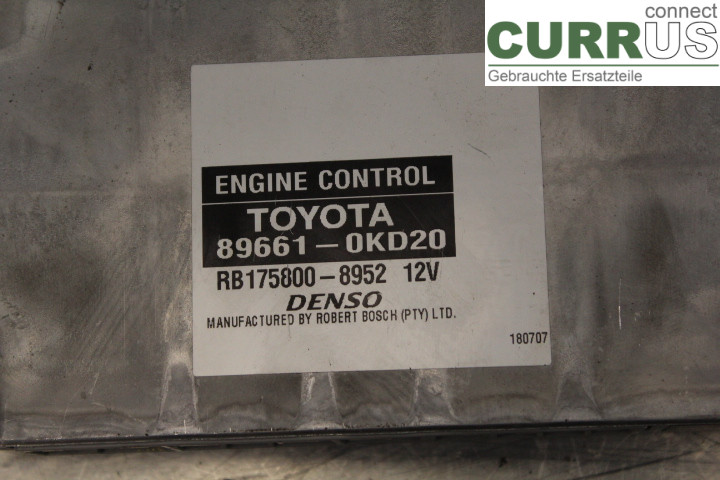 connect
CURRUS
Gebrauchte Ersatzteile
ENGINE CONTROL
TOYOTA
89661-0KD20
RB175800-8952 12V
DENSO
MANUFACTURED BY ROBERT BOSCH (PTY) LTD.
180707